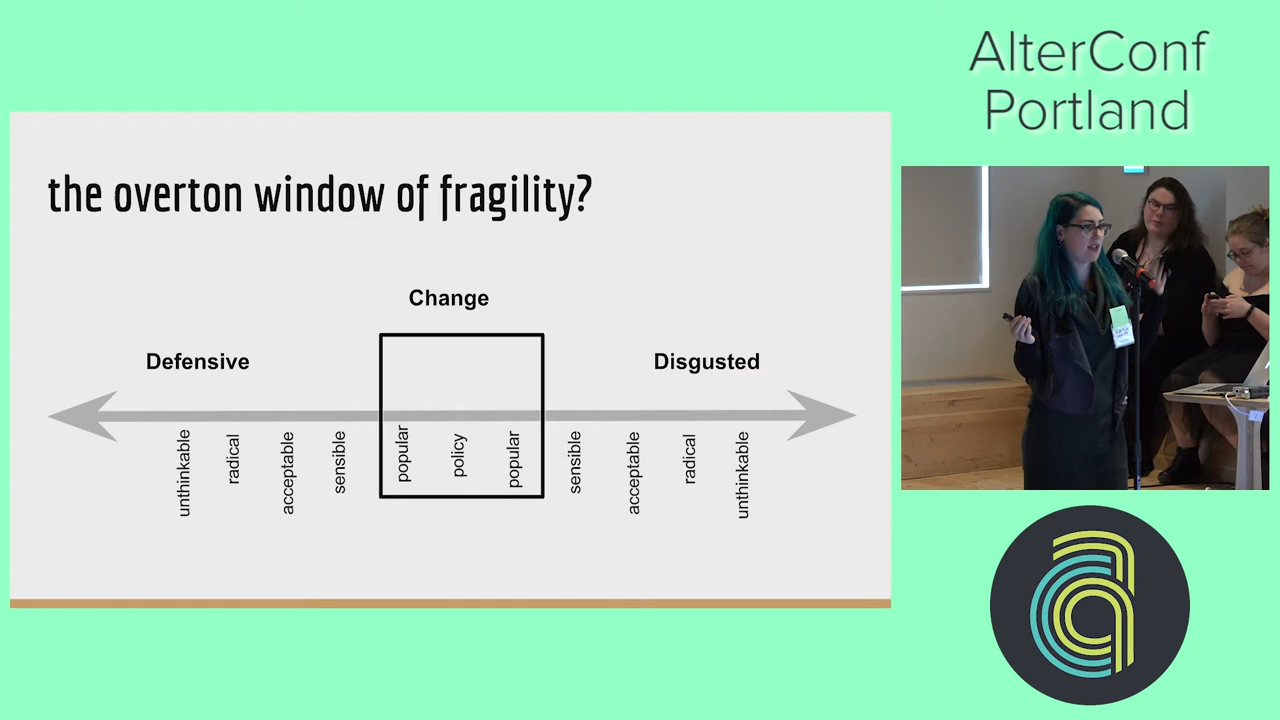 AlterConf
Portland
the overton window of fragility?
Change
Defensive
Disgusted
unthinkable
radical
acceptable
sensible
popular
policy
popular
sensible
acceptable
radical
unthinkable